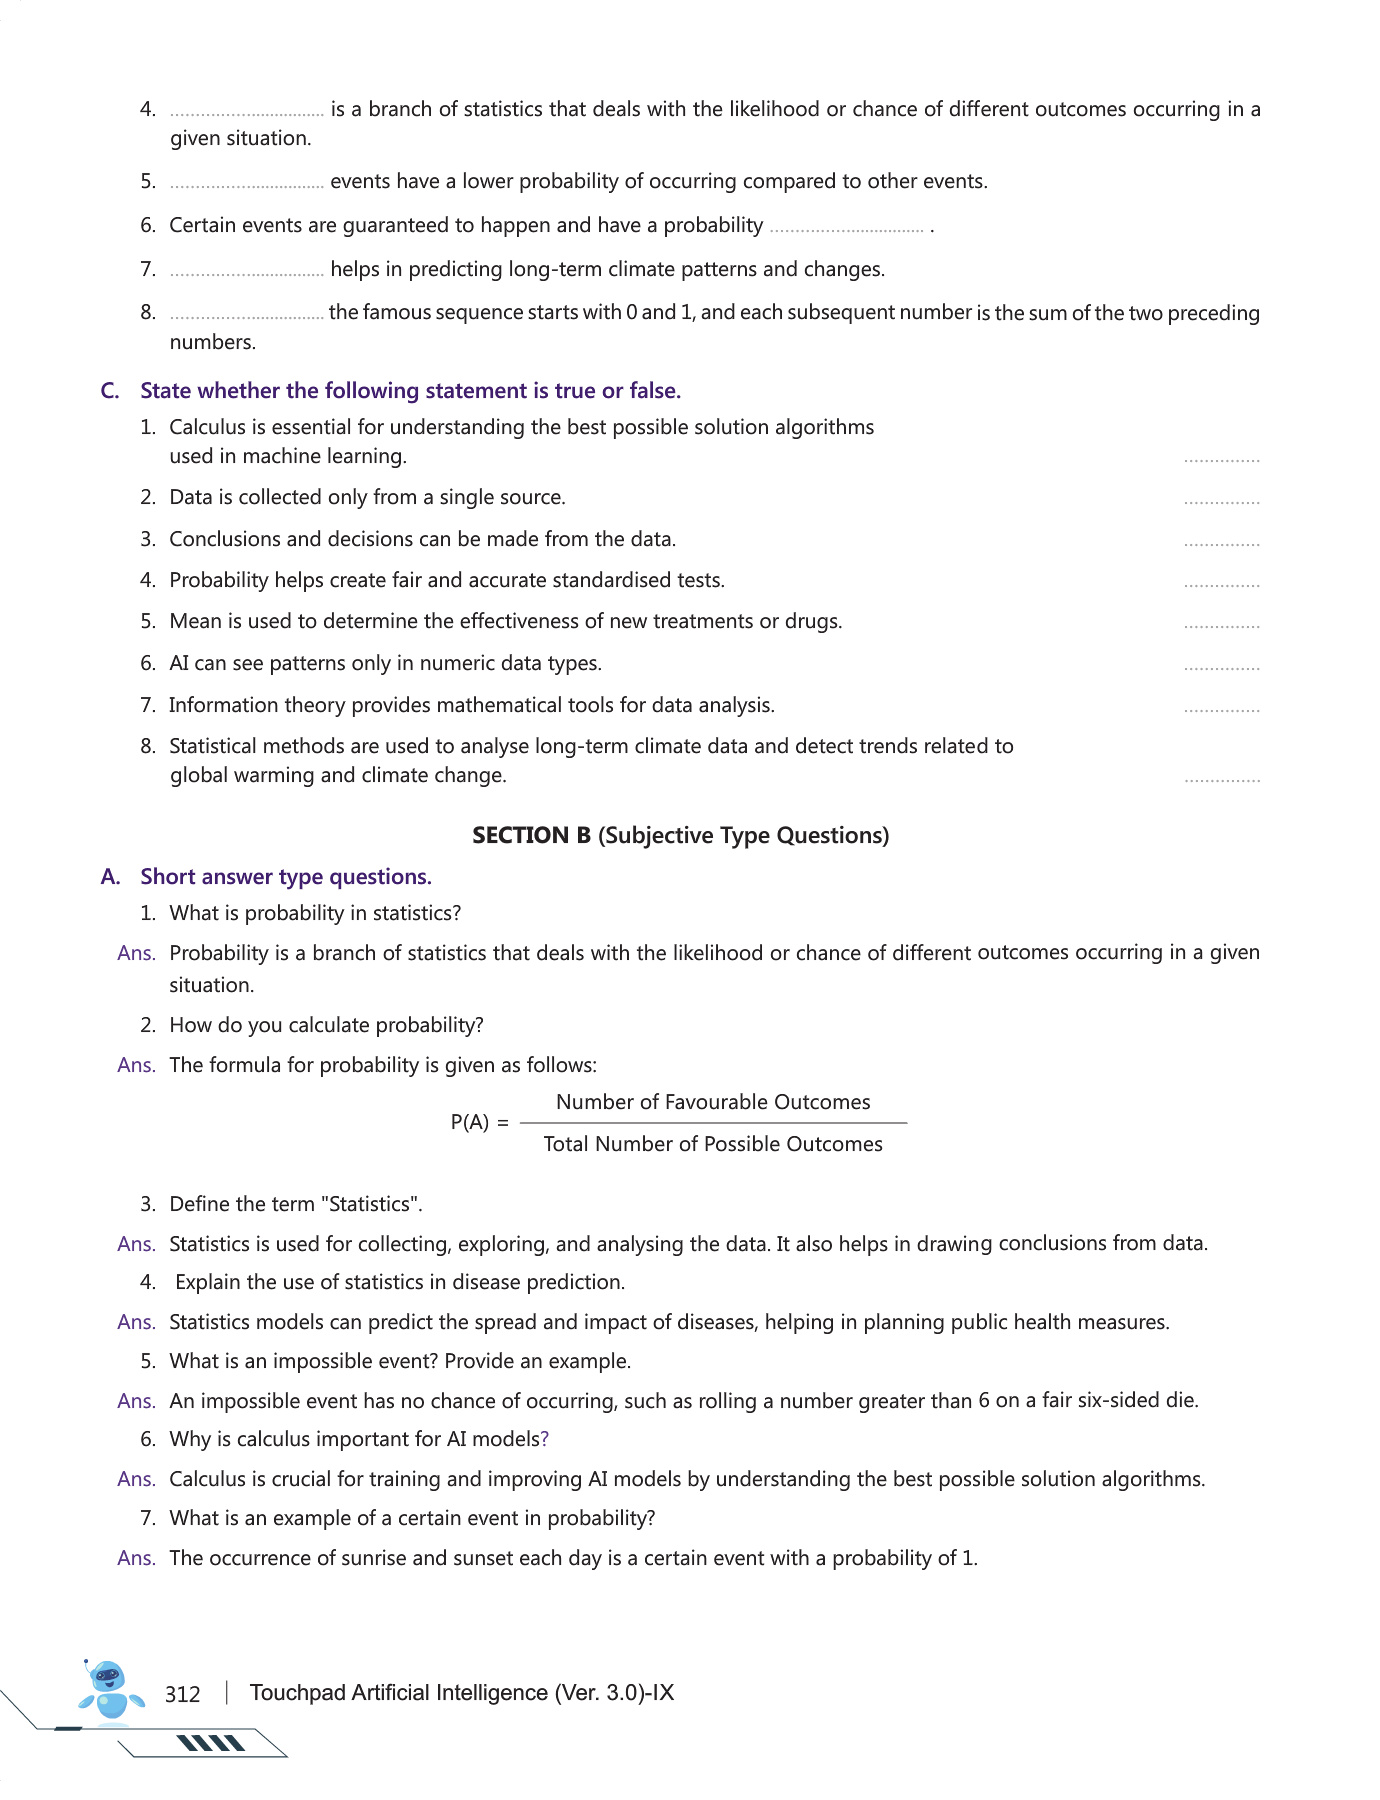 4. ................................ is a branch of statistics that deals with the likelihood or chance of different outcomes occurring in a
given situation.
5. ................................ events have a lower probability of occurring compared to other events.
6. Certain events are guaranteed to happen and have a probability ................................ .
7. ................................ helps in predicting long-term climate patterns and changes.
8. ................................ the famous sequence starts with 0 and 1, and each subsequent number is the sum of the two preceding
numbers.
C. State whether the following statement is true or false.
1. Calculus is essential for understanding the best possible solution algorithms
used in machine learning. ...............
2. Data is collected only from a single source. ...............
3. Conclusions and decisions can be made from the data. ...............
4. Probability helps create fair and accurate standardised tests. ...............
5. Mean is used to determine the effectiveness of new treatments or drugs. ...............
6. AI can see patterns only in numeric data types. ...............
7. Information theory provides mathematical tools for data analysis. ...............
8. Statistical methods are used to analyse long-term climate data and detect trends related to
global warming and climate change. ...............
SECTION B (Subjective Type Questions)
A. Short answer type questions.
1. What is probability in statistics?
Ans. Probability is a branch of statistics that deals with the likelihood or chance of different outcomes occurring in a given
situation.
2. How do you calculate probability?
Ans. The formula for probability is given as follows:
Number of Favourable Outcomes
P(A) =
Total Number of Possible Outcomes
3. Define the term "Statistics".
Ans. Statistics is used for collecting, exploring, and analysing the data. It also helps in drawing conclusions from data.
4. Explain the use of statistics in disease prediction.
Ans. Statistics models can predict the spread and impact of diseases, helping in planning public health measures.
5. What is an impossible event? Provide an example.
Ans. An impossible event has no chance of occurring, such as rolling a number greater than 6 on a fair six-sided die.
6. Why is calculus important for AI models?
Ans. Calculus is crucial for training and improving AI models by understanding the best possible solution algorithms.
7. What is an example of a certain event in probability?
Ans. The occurrence of sunrise and sunset each day is a certain event with a probability of 1.
312 | Touchpad Artificial Intelligence (Ver. 3.0)-IX